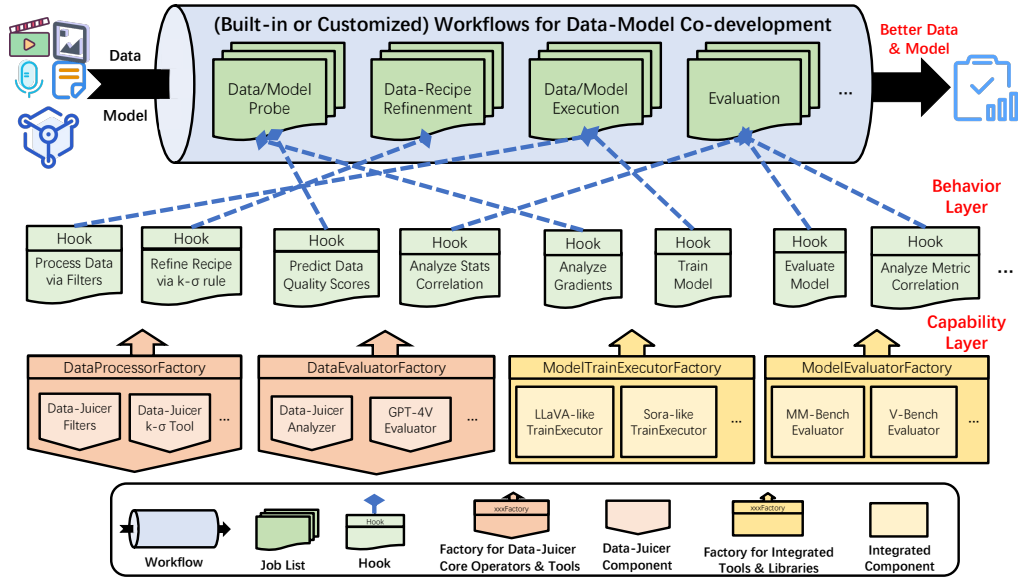 (Built-in or Customized) Workflows for Data-Model Co-development
Data
Model
Data/Model
Probe
Data-Recipe
Refinenment
Data/Model
Execution
Evaluation
...
Better Data
& Model
Behavior
Layer
Hook
Process Data
via Filters
Hook
Refine Recipe
via k-σ rule
Hook
Predict Data
Quality Scores
Hook
Analyze Stats
Correlation
Hook
Analyze
Gradients
Hook
Train
Model
Hook
Evaluate
Model
Hook
Analyze Metric
Correlation
...
Capability
Layer
DataProcessorFactory
Data-Juicer
Filters
Data-Juicer
k-σ Tool
...
DataEvaluatorFactory
Data-Juicer
Analyzer
GPT-4V
Evaluator
...
ModelTrainExecutorFactory
LLaVA-like
TrainExecutor
Sora-like
TrainExecutor
...
ModelEvaluatorFactory
MM-Bench
Evaluator
V-Bench
Evaluator
...
Workflow
Job List
Hook
Hook
xxxFactory
Factory for Data-Juicer
Core Operators & Tools
Data-Juicer
Component
xxxFactory
Factory for Integrated
Tools & Libraries
Integrated
Component